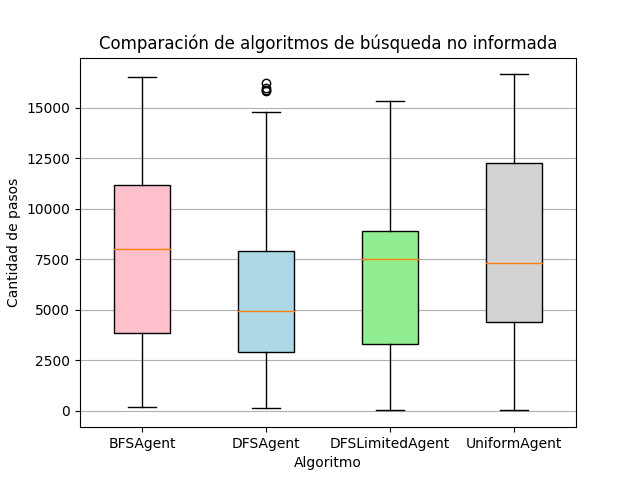 Comparación de algoritmos de búsqueda no informada
Cantidad de pasos
15000
12500
10000
7500
5000
2500
0
BFSAgent DFSAgent DFSLimitedAgent UniformAgent
Algoritmo